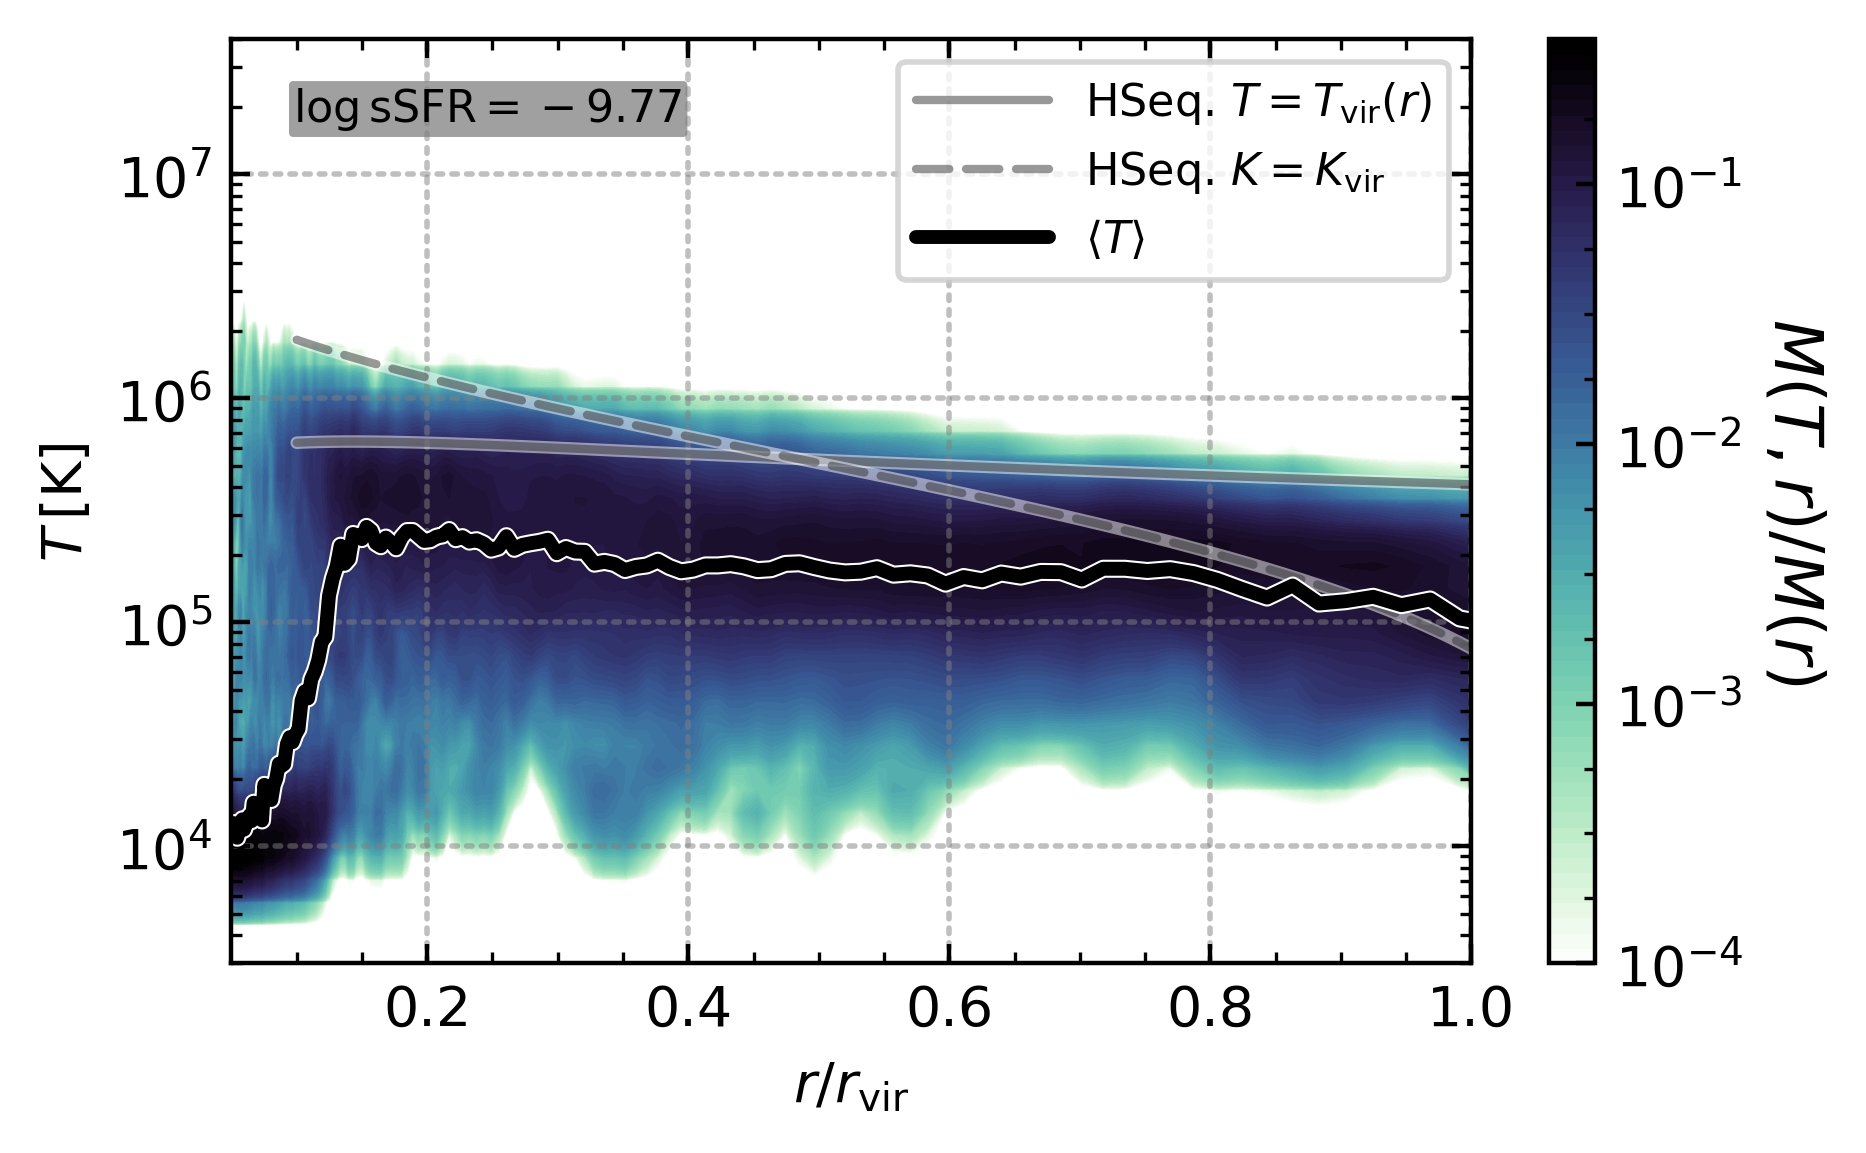 log sSFR = −9.77
HSeq. T = T_vir(r)
HSeq. K = K_vir
⟨T⟩
10^7
10^6
10^5
10^4
T [K]
0.2 0.4 0.6 0.8 1.0
r/r_vir
10^−1
10^−2
10^−3
10^−4
M(T, r)/M(r)